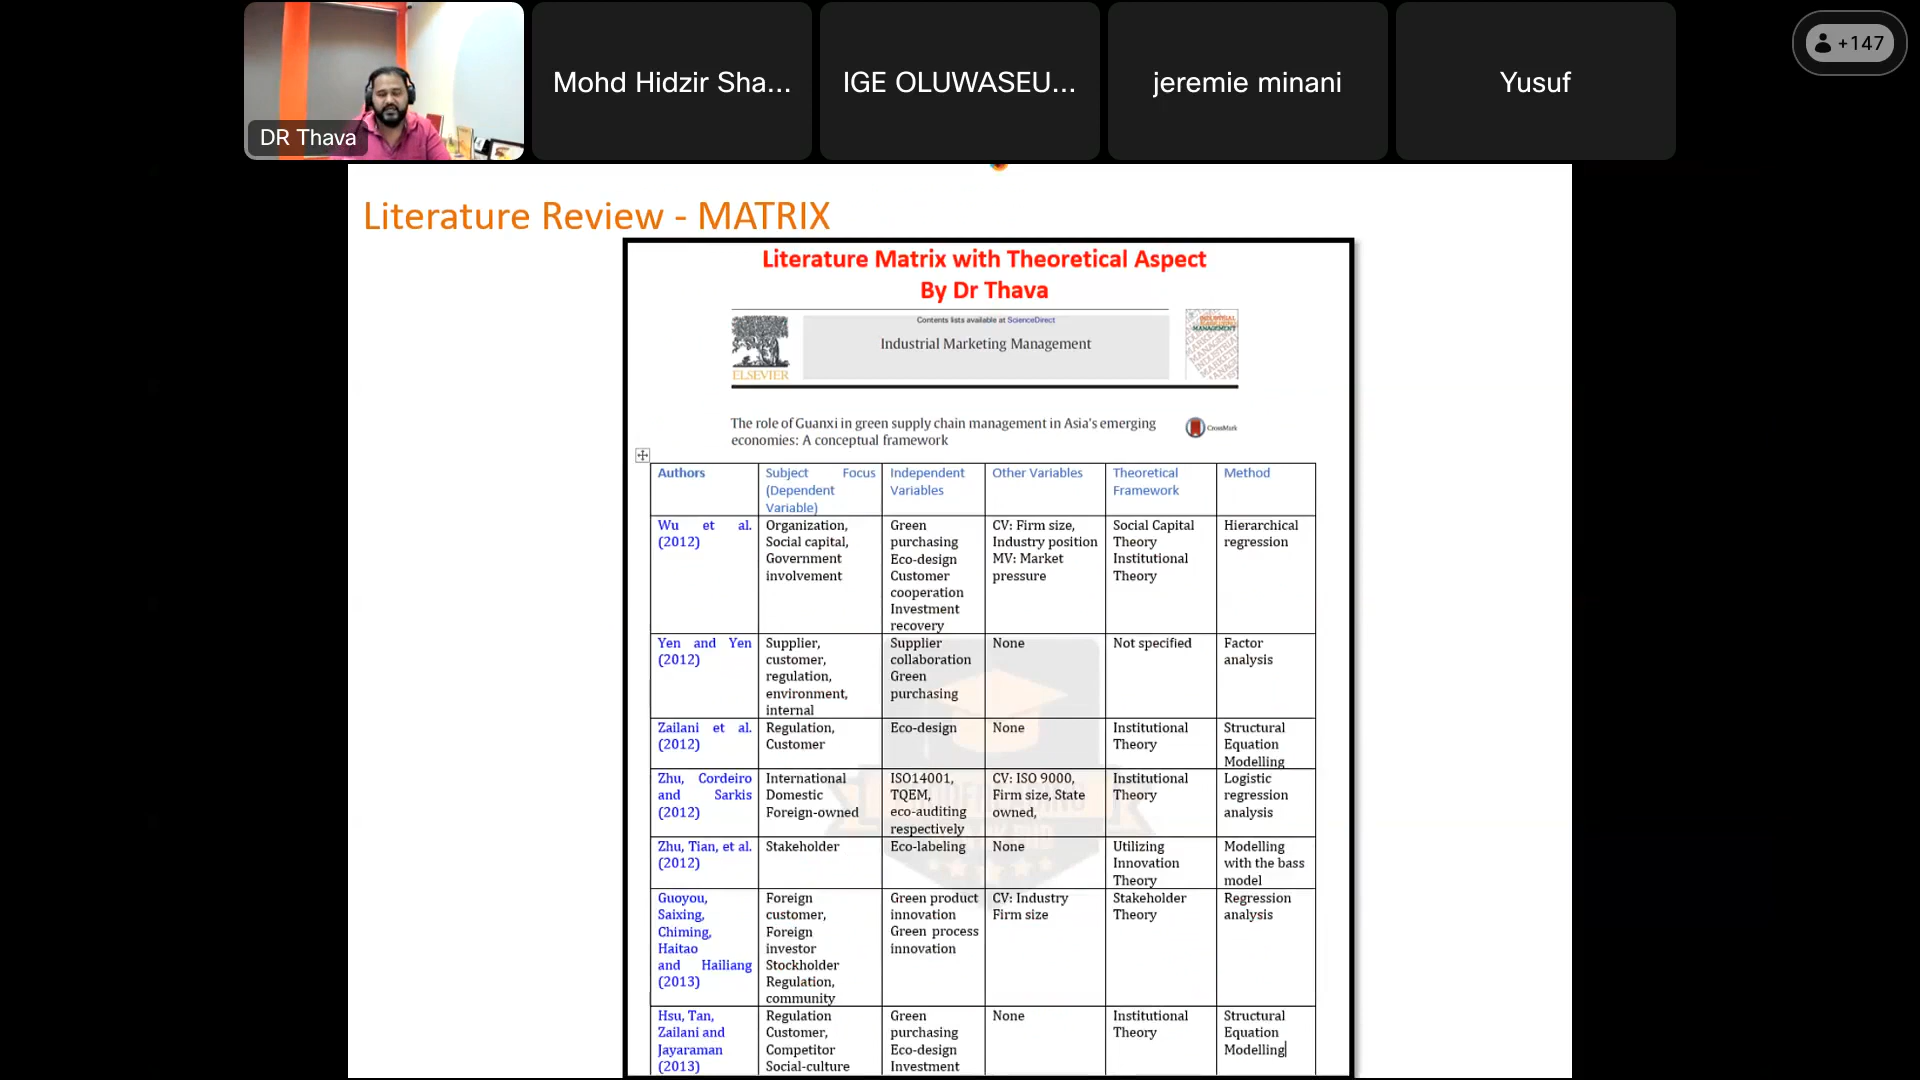 DR Thava
Mohd Hidzir Sha...
IGE OLUWASEU...
jeremie minani
Yusuf
+147
Literature Review - MATRIX
Literature Matrix with Theoretical Aspect
By Dr Thava
Contents lists available at ScienceDirect
Industrial Marketing Management
ELSEVIER
INDUSTRIAL
MARKETING
MANAGEMENT
The role of Guanxi in green supply chain management in Asia's emerging
economies: A conceptual framework
CrossMark
Authors
Subject Focus
(Dependent
Variable)
Independent
Variables
Other Variables
Theoretical
Framework
Method
Wu et al.
(2012)
Organization,
Social capital,
Government
involvement
Green
purchasing
Eco-design
Customer
cooperation
Investment
recovery
CV: Firm size,
Industry position
MV: Market
pressure
Social Capital
Theory
Institutional
Theory
Hierarchical
regression
Yen and Yen
(2012)
Supplier,
customer,
regulation,
environment,
internal
Supplier
collaboration
Green
purchasing
None
Not specified
Factor
analysis
Zailani et al.
(2012)
Regulation,
Customer
Eco-design
None
Institutional
Theory
Structural
Equation
Modelling
Zhu, Cordeiro
and Sarkis
(2012)
International
Domestic
Foreign-owned
ISO14001,
TQEM,
eco-auditing
respectively
CV: ISO 9000,
Firm size, State
owned,
Institutional
Theory
Logistic
regression
analysis
Zhu, Tian, et al.
(2012)
Stakeholder
Eco-labeling
None
Utilizing
Innovation
Theory
Modelling
with the bass
model
Guoyou,
Saixing,
Chiming,
Haitao
and Hailiang
(2013)
Foreign
customer,
Foreign
investor
Stockholder
Regulation,
community
Green product
innovation
Green process
innovation
CV: Industry
Firm size
Stakeholder
Theory
Regression
analysis
Hsu, Tan,
Zailani and
Jayaraman
(2013)
Regulation
Customer,
Competitor
Social-culture
Green
purchasing
Eco-design
Investment
None
Institutional
Theory
Structural
Equation
Modelling